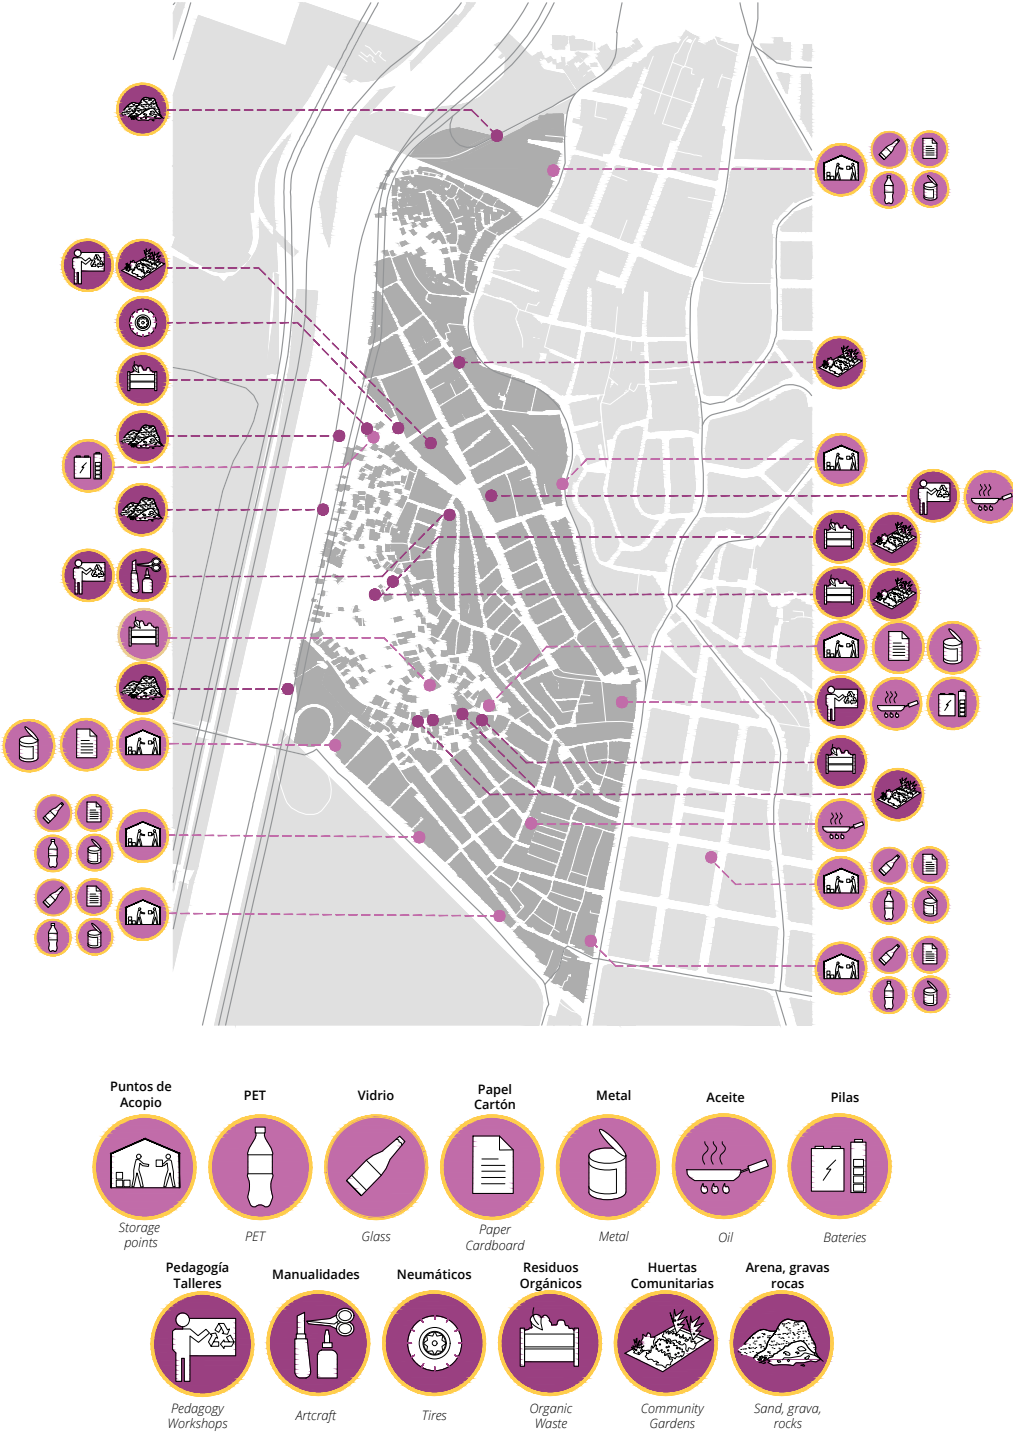 Puntos de
Acopio
PET
Vidrio
Papel
Cartón
Metal
Aceite
Pilas
Storage
points
PET
Glass
Paper
Cardboard
Metal
Oil
Bateries
Pedagogía
Talleres
Manualidades
Neumáticos
Residuos
Orgánicos
Huertas
Comunitarias
Arena, gravas
rocas
Pedagogy
Workshops
Artcraft
Tires
Organic
Waste
Community
Gardens
Sand, grava,
rocks